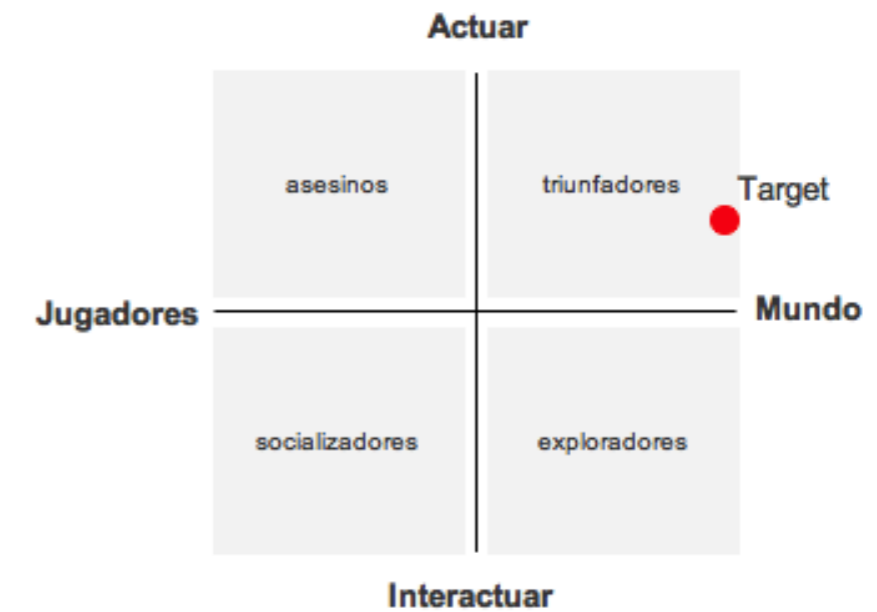 Actuar
asesinos
triunfadores
Target
Jugadores
Mundo
socializadores
exploradores
Interactuar